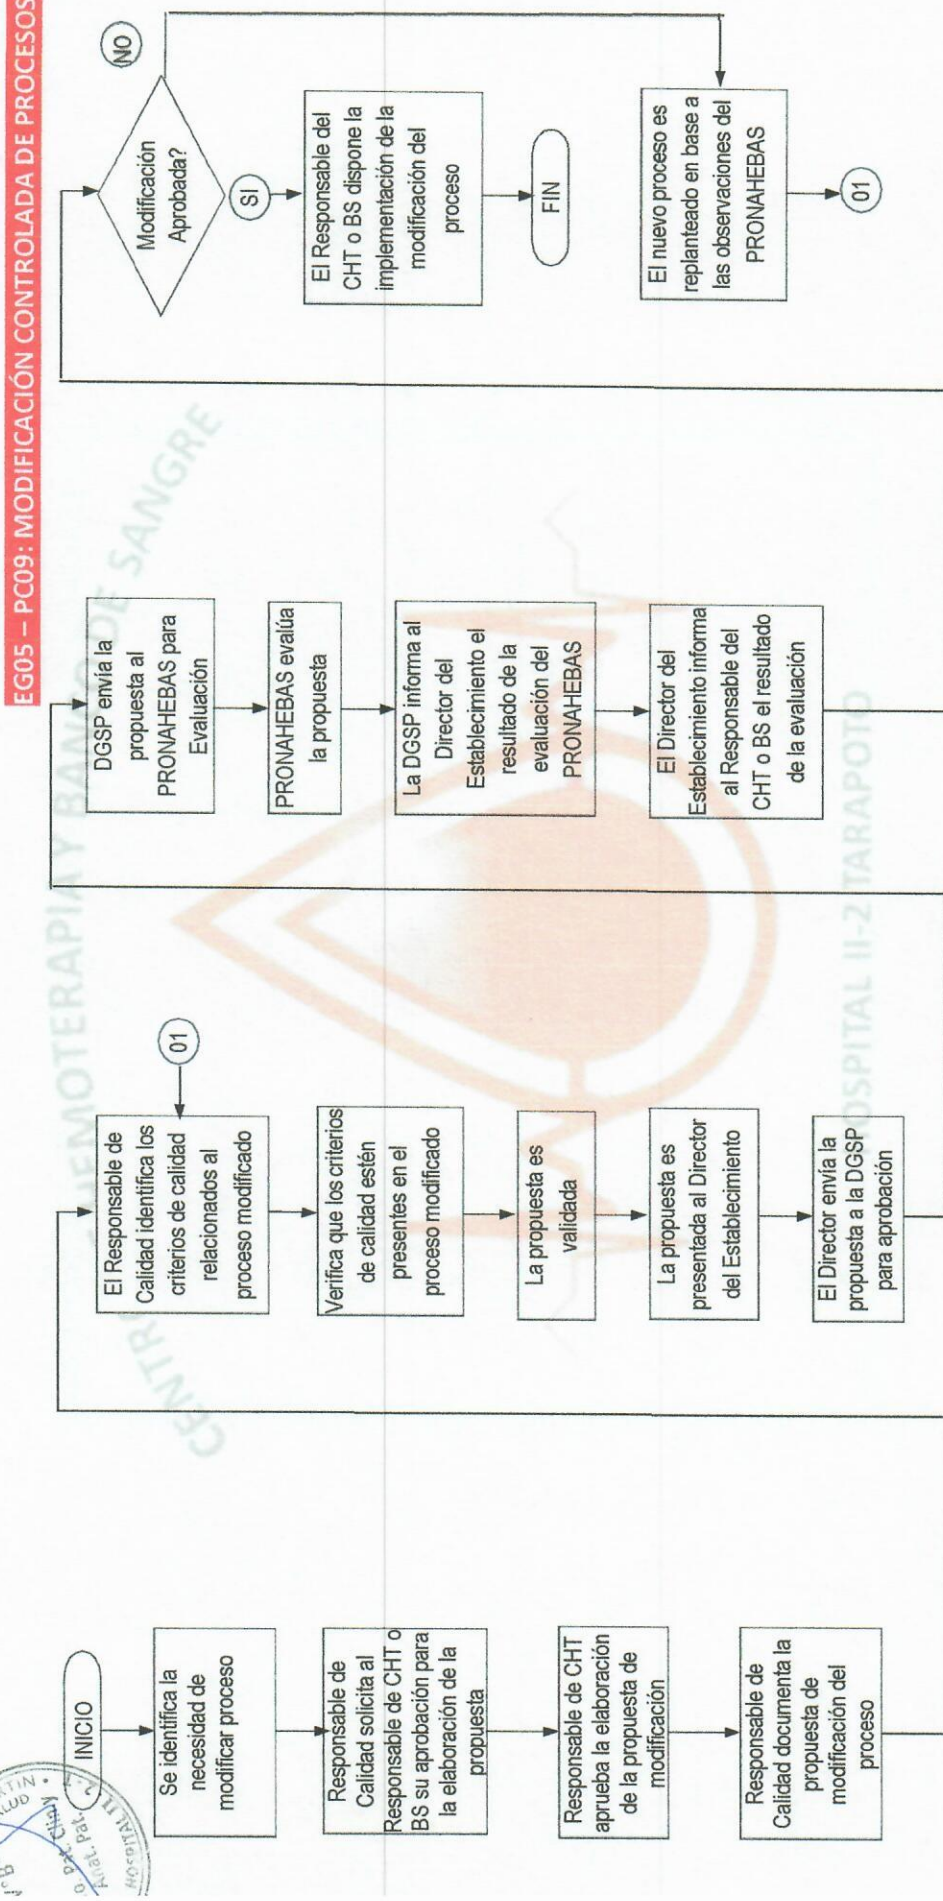 EG05 – PC09: MODIFICACIÓN CONTROLADA DE PROCESOS
INICIO
Se identifica la
necesidad de
modificar proceso
Responsable de
Calidad solicita al
Responsable de CHT o
BS su aprobación para
la elaboración de la
propuesta
Responsable de CHT
aprueba la elaboración
de la propuesta de
modificación
Responsable de
Calidad documenta la
propuesta de
modificación del
proceso
El Responsable de
Calidad identifica los
criterios de calidad
relacionados al
proceso modificado
01
Verifica que los criterios
de calidad estén
presentes en el
proceso modificado
La propuesta es
validada
La propuesta es
presentada al Director
del Establecimiento
El Director envía la
propuesta a la DGSP
para aprobación
DGSP envía la
propuesta al
PRONAHEBAS para
Evaluación
PRONAHEBAS evalúa
la propuesta
La DGSP informa al
Director del
Establecimiento el
resultado de la
evaluación del
PRONAHEBAS
El Director del
Establecimiento informa
al Responsable del
CHT o BS el resultado
de la evaluación
Modificación
Aprobada?
NO
SI
El Responsable del
CHT o BS dispone la
implementación de la
modificación del
proceso
FIN
El nuevo proceso es
replanteado en base a
las observaciones del
PRONAHEBAS
01
HOSPITAL II-2 TARAPOTO